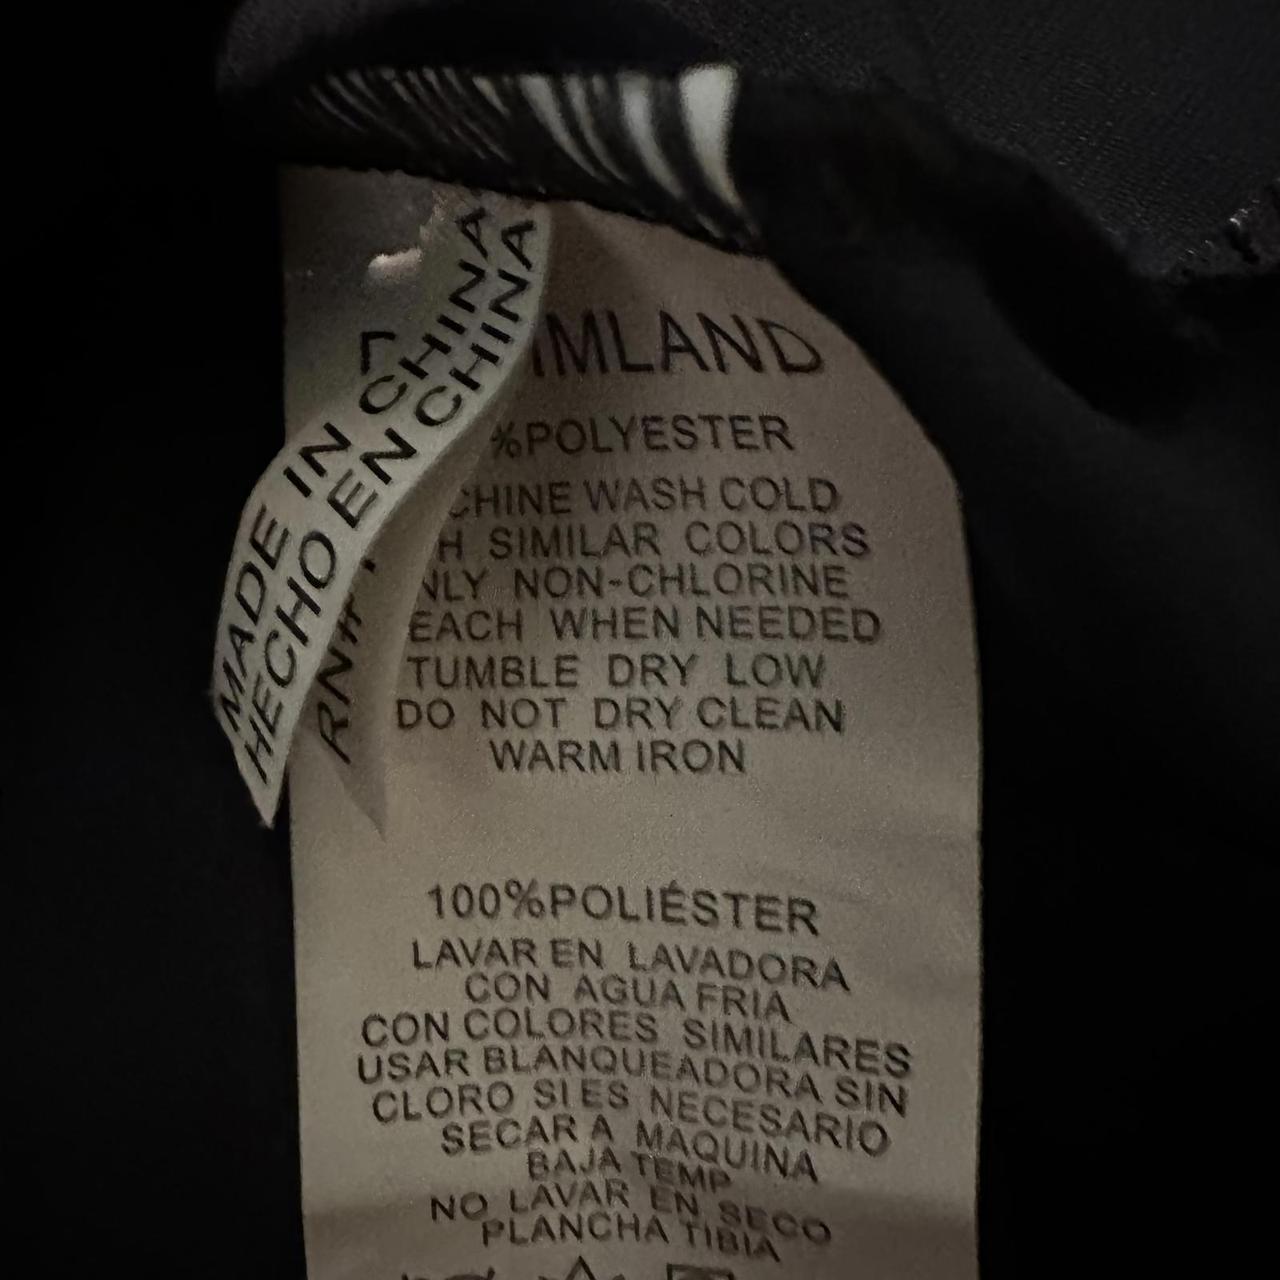 MADE IN CHINA
HECHO EN CHINA
L
RN#
IMLAND
%POLYESTER
CHINE WASH COLD
H SIMILAR COLORS
NLY NON-CHLORINE
EACH WHEN NEEDED
TUMBLE DRY LOW
DO NOT DRY CLEAN
WARM IRON
100%POLIÉSTER
LAVAR EN LAVADORA
CON AGUA FRIA
CON COLORES SIMILARES
USAR BLANQUEADORA SIN
CLORO SI ES NECESARIO
SECAR A MAQUINA
BAJA TEMP
NO LAVAR EN SECO
PLANCHA TIBIA